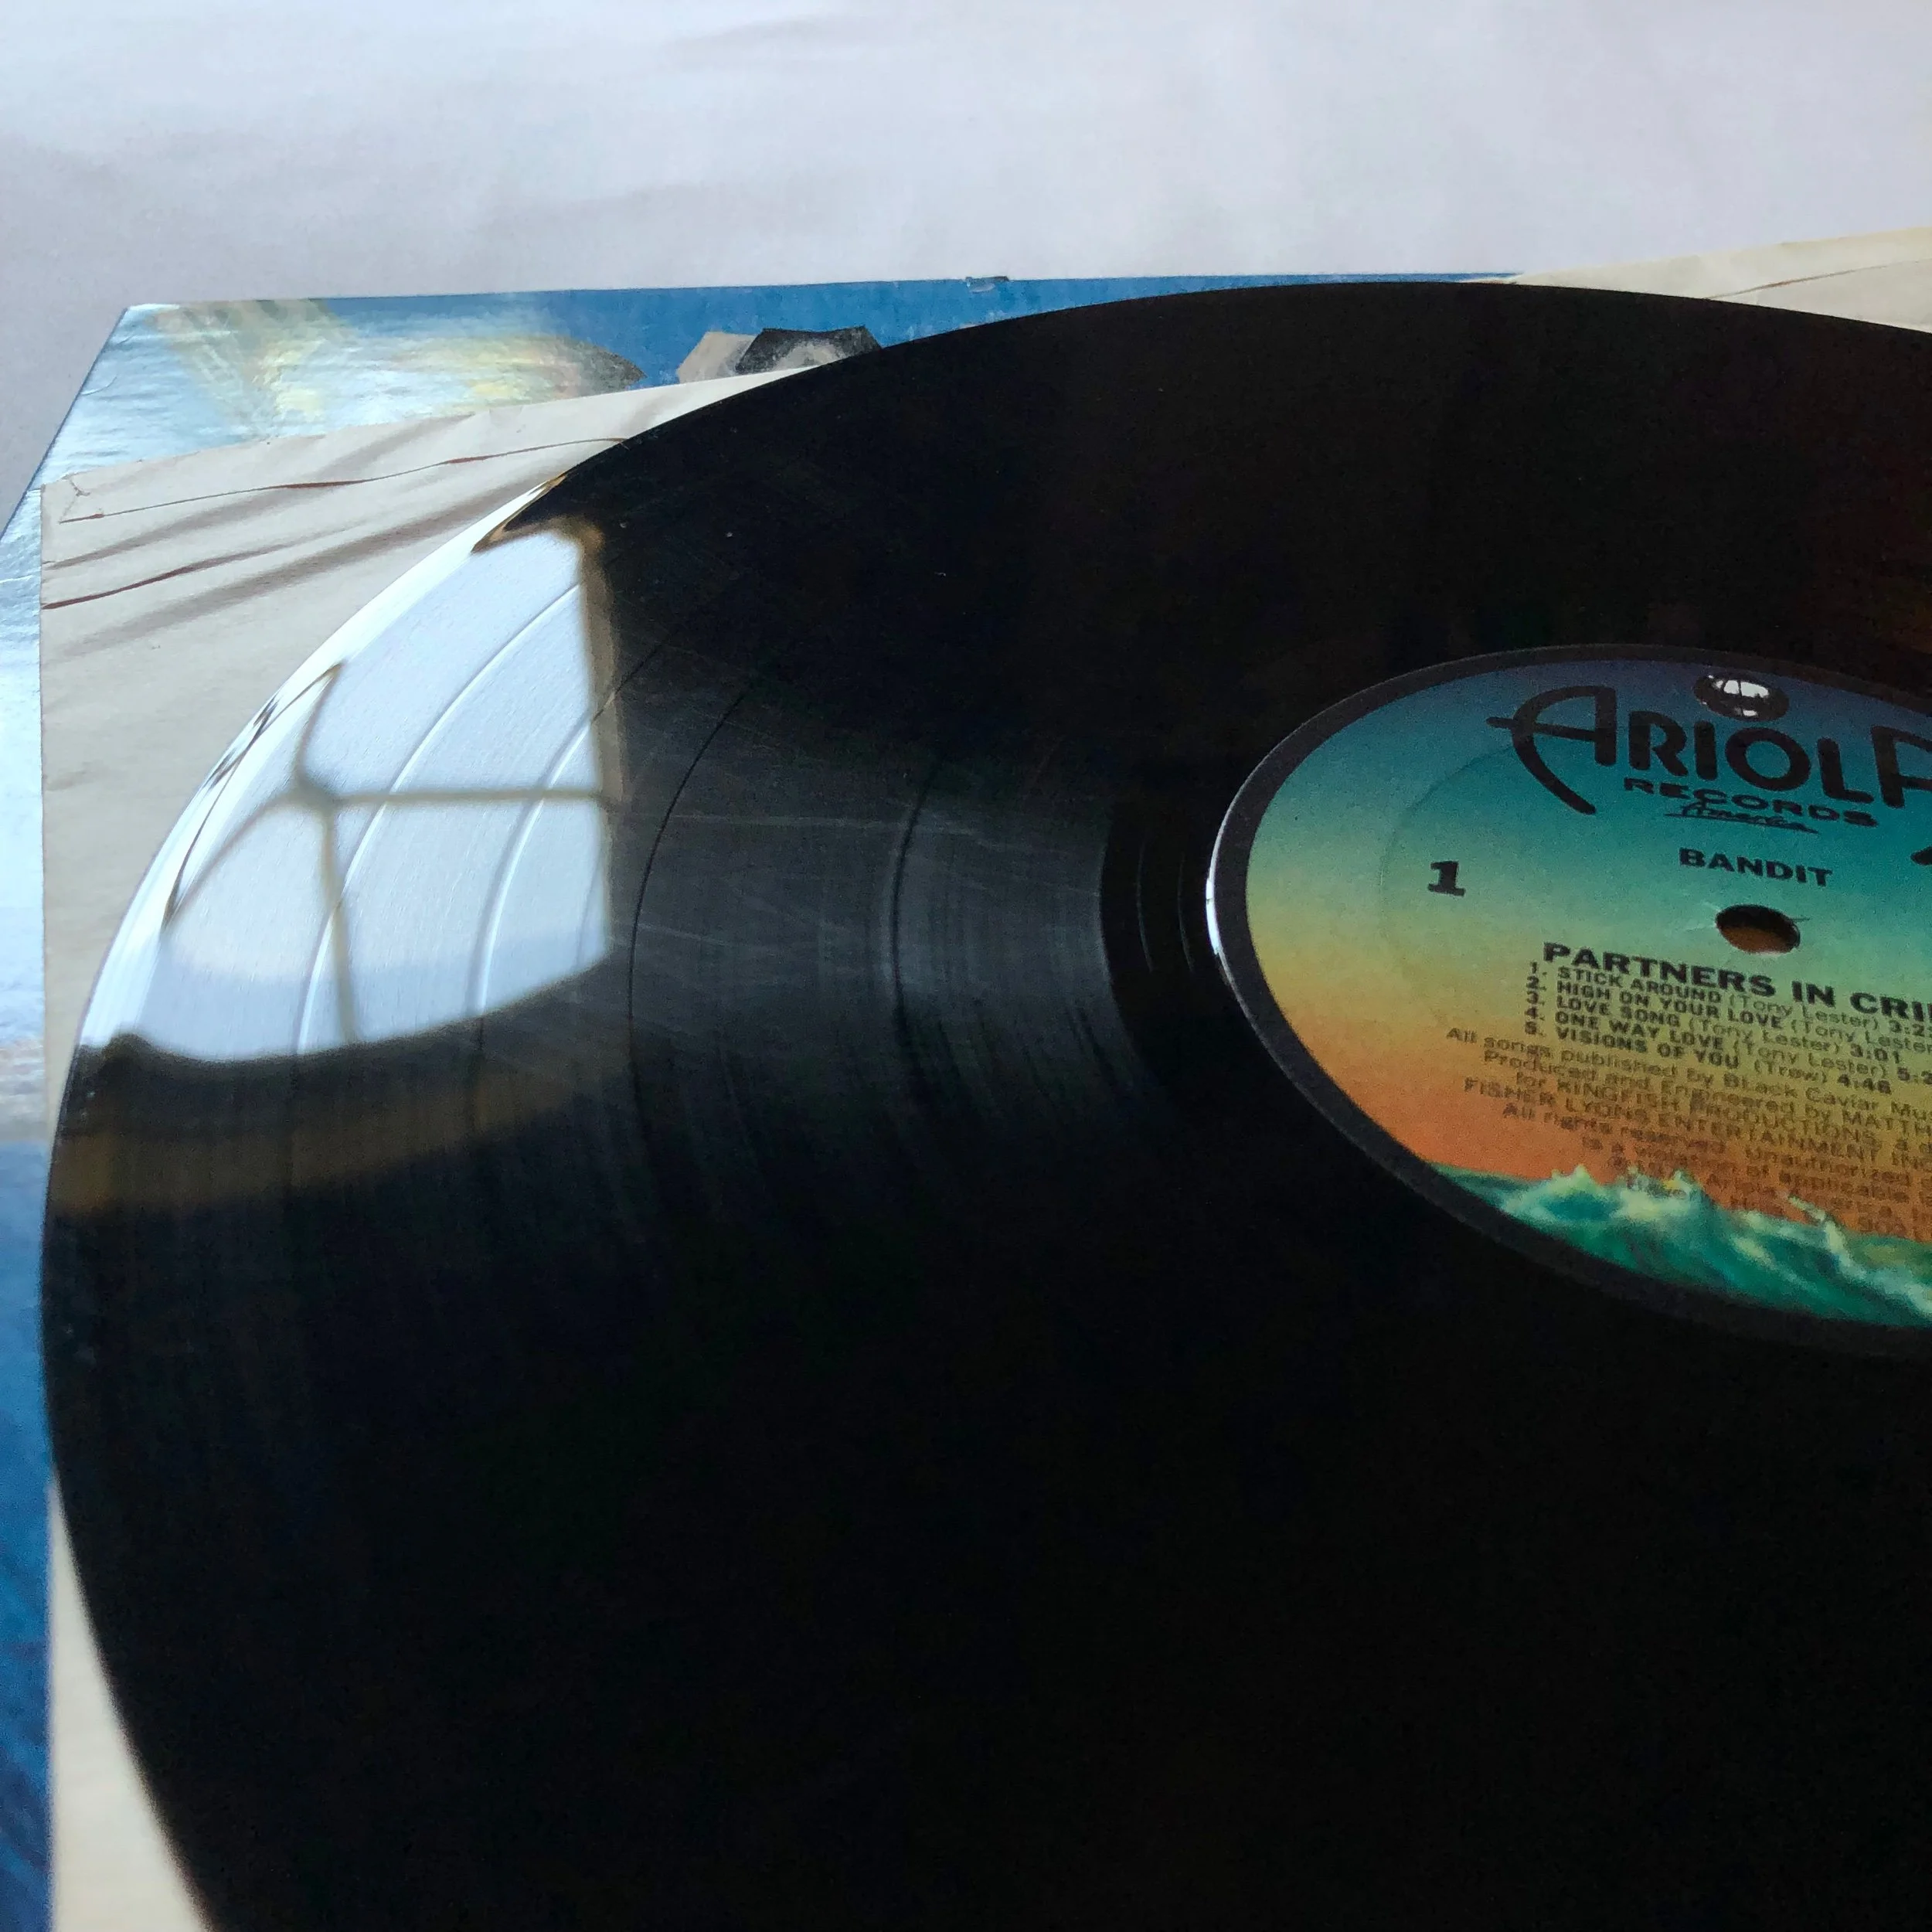 ARIOLA
RECORDS
America
BANDIT
1
PARTNERS IN CRI
1. STICK AROUND (Tony Lester) 3:2
2. HIGH ON YOUR LOVE (Tony Lester
3. LOVE SONG (Tony Lester) 3:01
4. ONE WAY LOVE (Tony Lester) 5:2
5. VISIONS OF YOU (Trew) 4:46
All songs published by Black Caviar Mu
Produced and Engineered by MATTH
for KINGFISH PRODUCTIONS, a
FISHER LYONS ENTERTAINMENT INC
All rights reserved. Unauthorized
is a violation of applicable